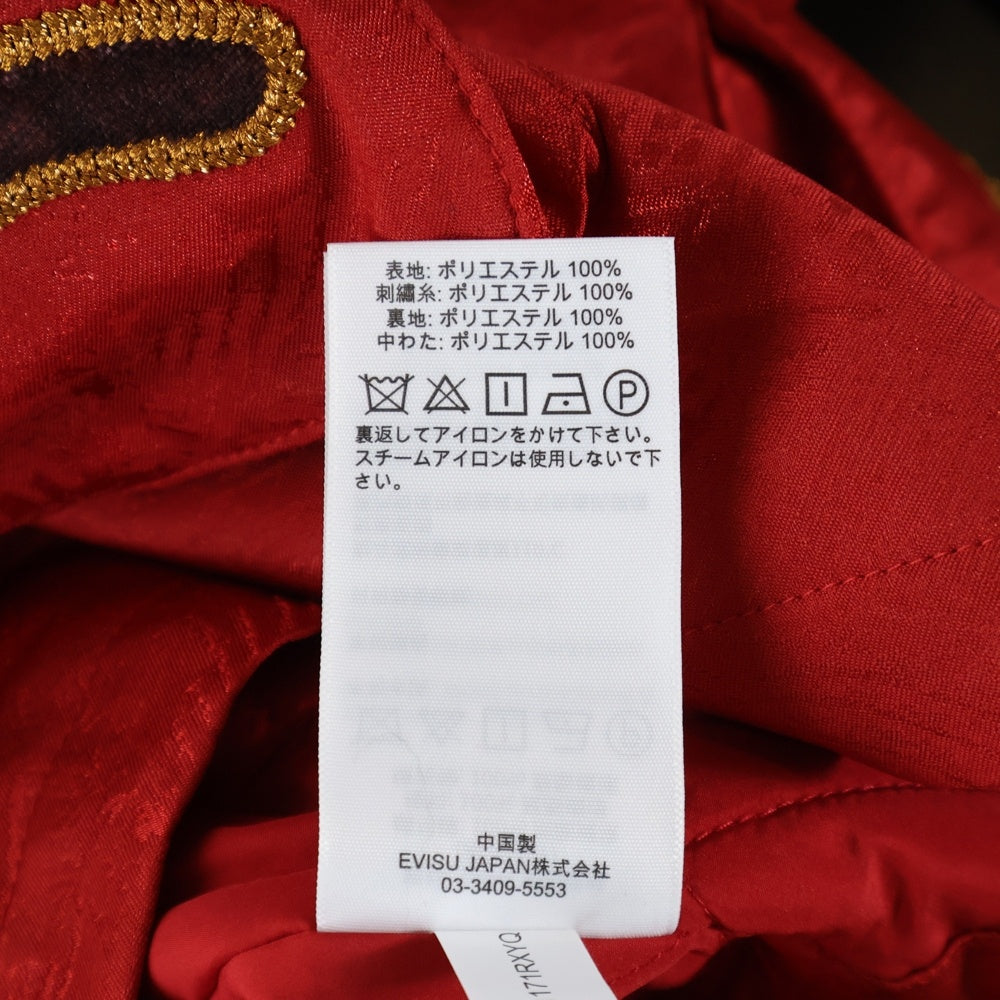 表地: ポリエステル 100%
刺繍糸: ポリエステル 100%
裏地: ポリエステル 100%
中わた: ポリエステル 100%
P
裏返してアイロンをかけて下さい。
スチームアイロンは使用しないで下
さい。
中国製
EVISU JAPAN株式会社
03-3409-5553
171RXYQ